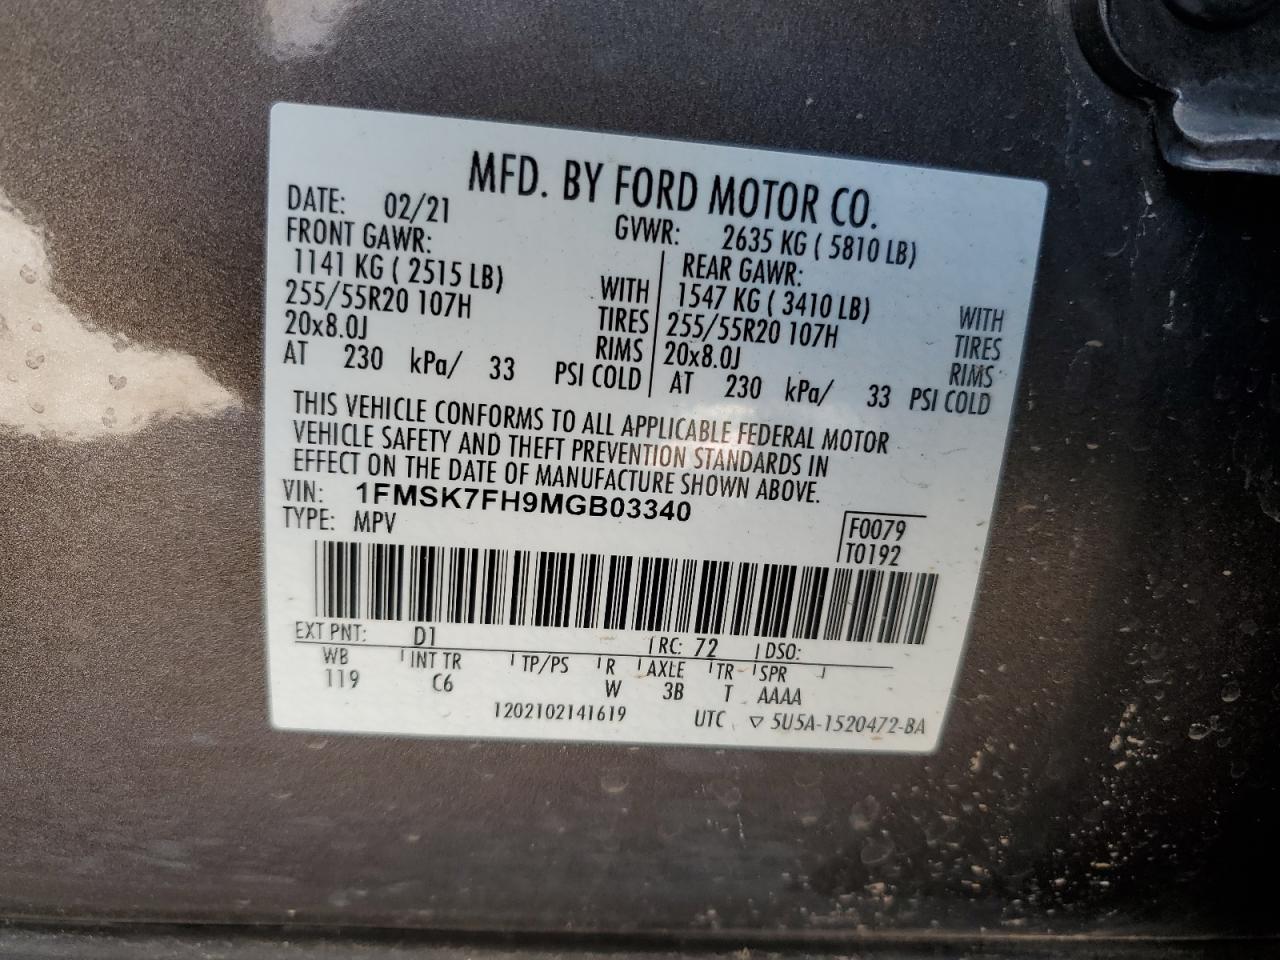 MFD. BY FORD MOTOR CO.
DATE: 02/21 GVWR: 2635 KG ( 5810 LB)
FRONT GAWR: REAR GAWR:
1141 KG ( 2515 LB) WITH 1547 KG ( 3410 LB) WITH
255/55R20 107H TIRES 255/55R20 107H TIRES
20x8.0J RIMS 20x8.0J RIMS
AT 230 kPa/ 33 PSI COLD AT 230 kPa/ 33 PSI COLD
THIS VEHICLE CONFORMS TO ALL APPLICABLE FEDERAL MOTOR
VEHICLE SAFETY AND THEFT PREVENTION STANDARDS IN
EFFECT ON THE DATE OF MANUFACTURE SHOWN ABOVE.
VIN: 1FMSK7FH9MGB03340
TYPE: MPV F0079
T0192
EXT PNT: D1 RC: 72 DSO:
WB INT TR TP/PS R AXLE TR SPR
119 C6 W 3B T AAAA
1202102141619 UTC ▽ 5U5A-1520472-BA